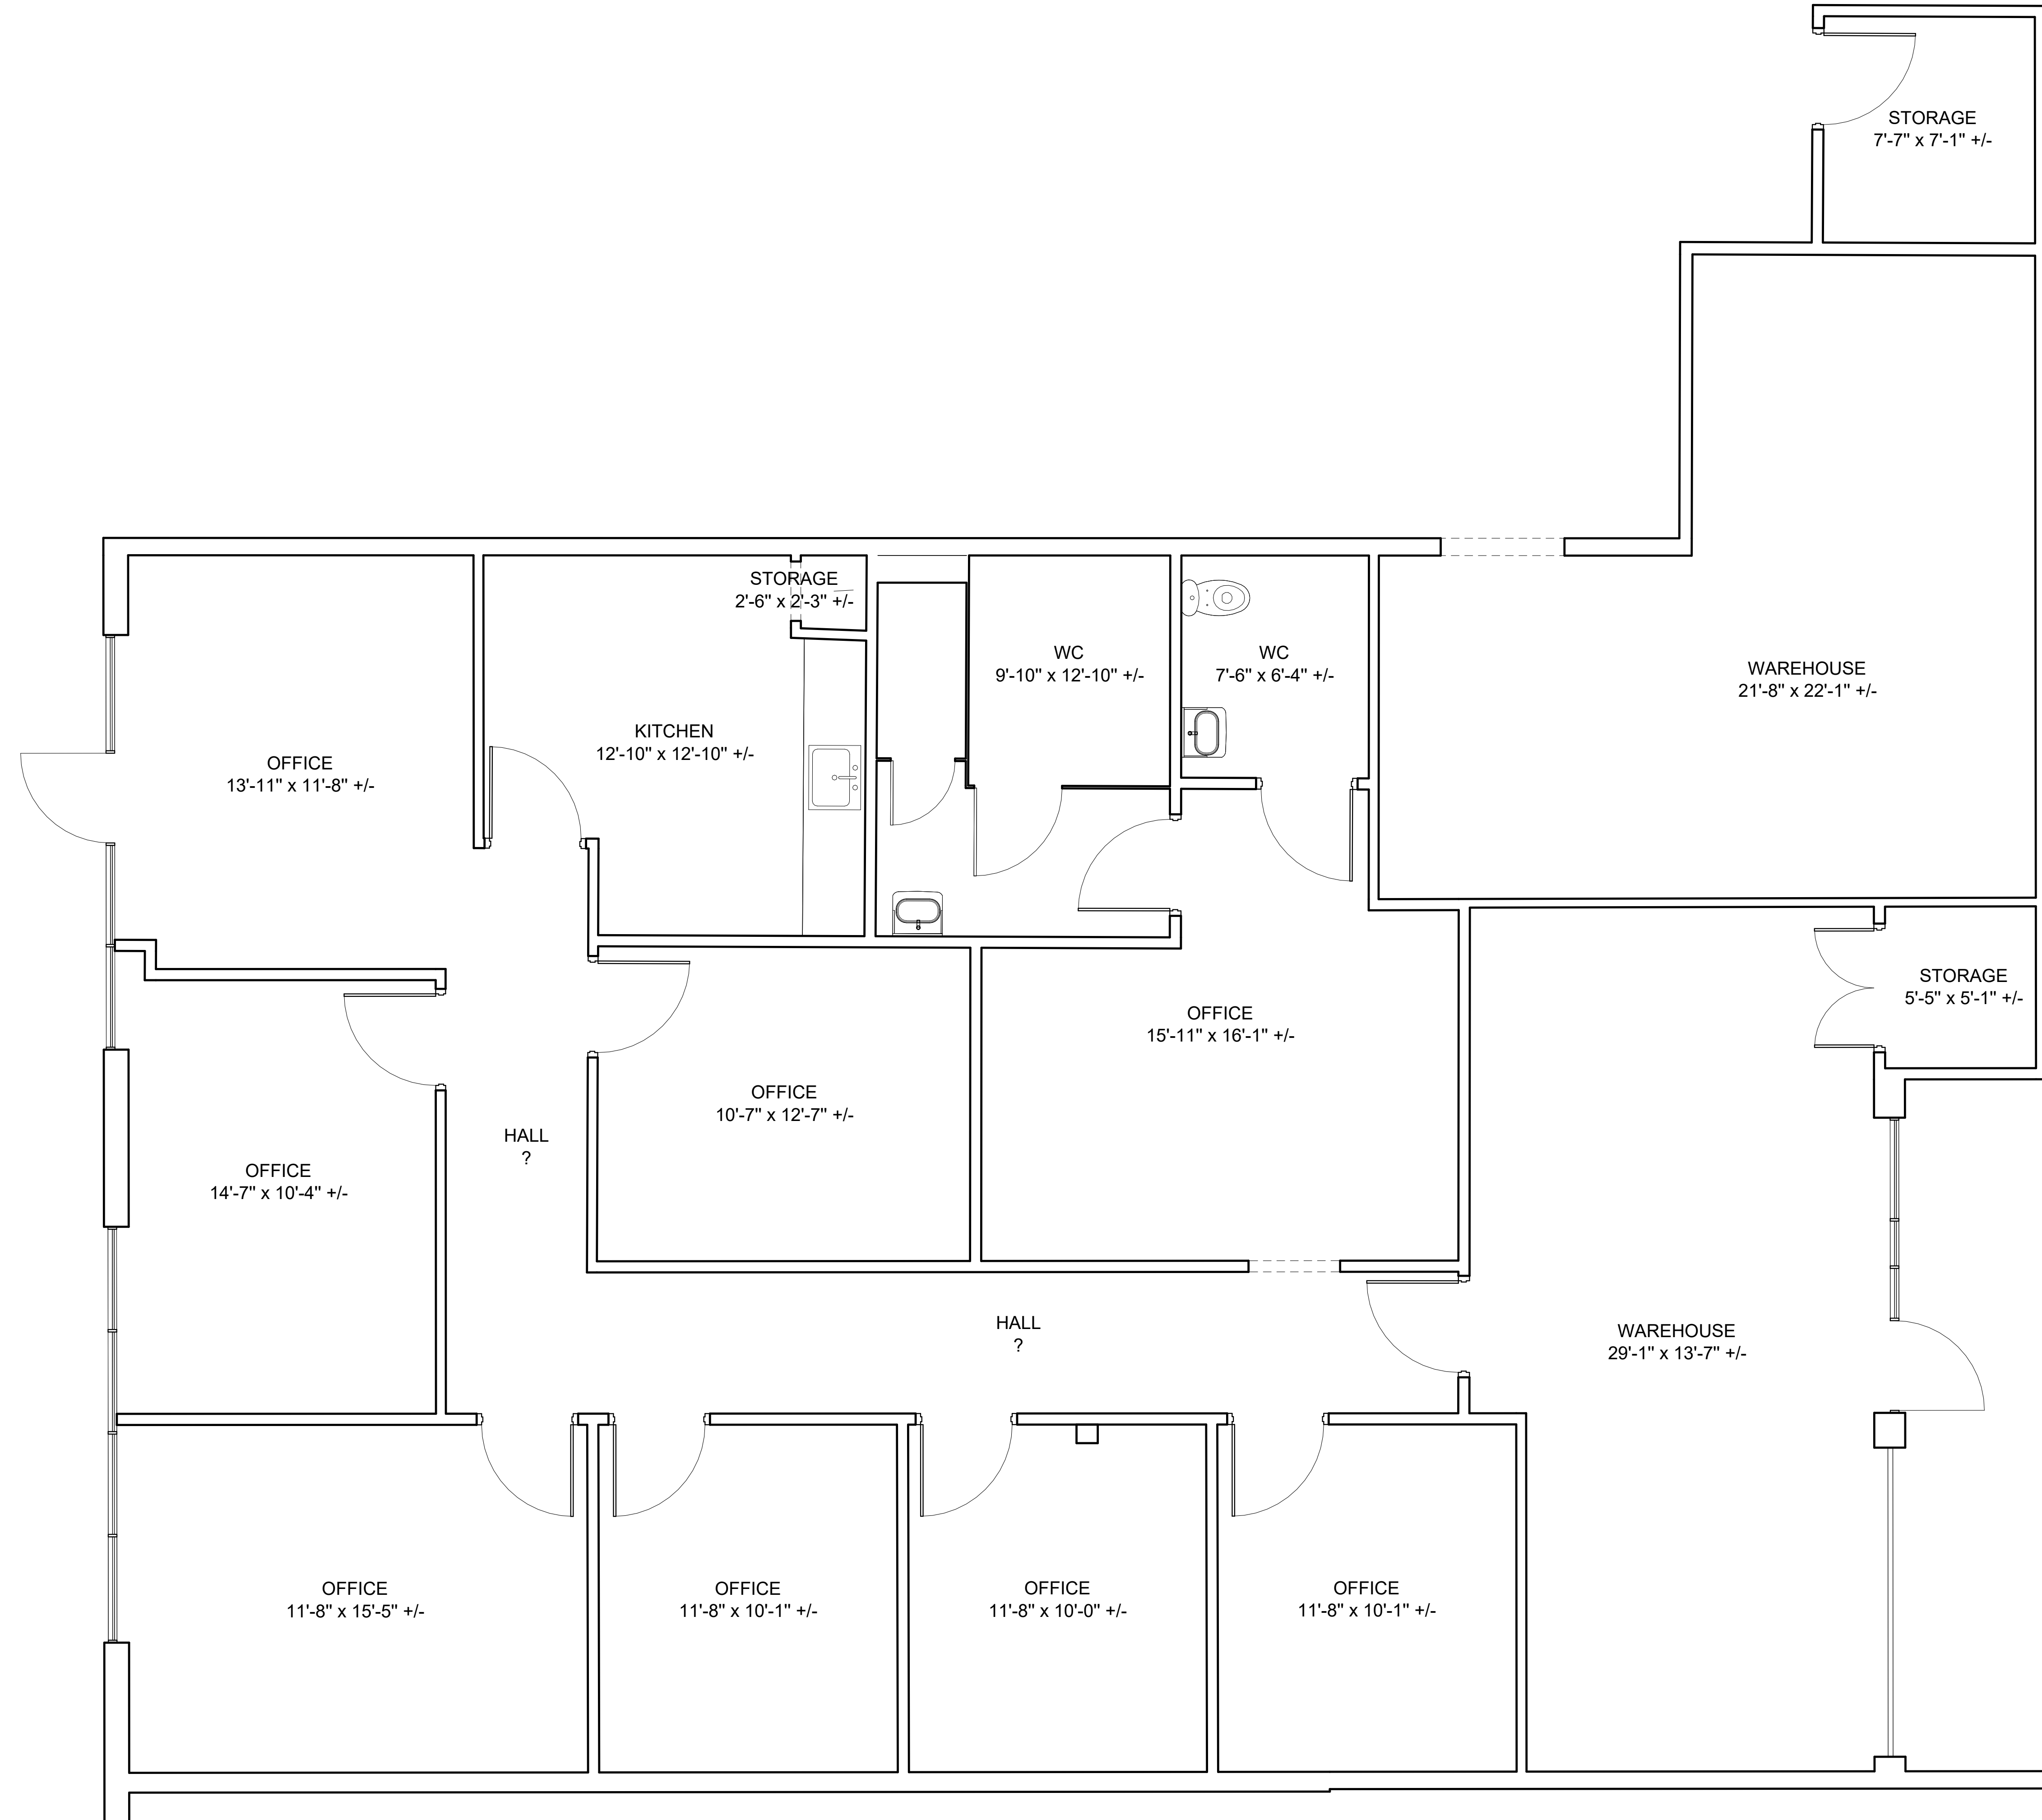 STORAGE
7'-7" x 7'-1" +/-
STORAGE
2'-6" x 2'-3" +/-
WC
9'-10" x 12'-10" +/-
WC
7'-6" x 6'-4" +/-
WAREHOUSE
21'-8" x 22'-1" +/-
KITCHEN
12'-10" x 12'-10" +/-
OFFICE
13'-11" x 11'-8" +/-
STORAGE
5'-5" x 5'-1" +/-
OFFICE
15'-11" x 16'-1" +/-
OFFICE
10'-7" x 12'-7" +/-
HALL
?
OFFICE
14'-7" x 10'-4" +/-
HALL
?
WAREHOUSE
29'-1" x 13'-7" +/-
OFFICE
11'-8" x 15'-5" +/-
OFFICE
11'-8" x 10'-1" +/-
OFFICE
11'-8" x 10'-0" +/-
OFFICE
11'-8" x 10'-1" +/-